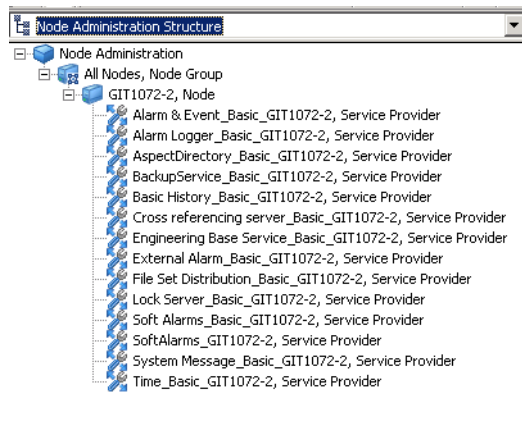 Node Administration Structure
Node Administration
All Nodes, Node Group
GIT1072-2, Node
Alarm & Event_Basic_GIT1072-2, Service Provider
Alarm Logger_Basic_GIT1072-2, Service Provider
AspectDirectory_Basic_GIT1072-2, Service Provider
BackupService_Basic_GIT1072-2, Service Provider
Basic History_Basic_GIT1072-2, Service Provider
Cross referencing server_Basic_GIT1072-2, Service Provider
Engineering Base Service_Basic_GIT1072-2, Service Provider
External Alarm_Basic_GIT1072-2, Service Provider
File Set Distribution_Basic_GIT1072-2, Service Provider
Lock Server_Basic_GIT1072-2, Service Provider
Soft Alarms_Basic_GIT1072-2, Service Provider
SoftAlarms_GIT1072-2, Service Provider
System Message_Basic_GIT1072-2, Service Provider
Time_Basic_GIT1072-2, Service Provider